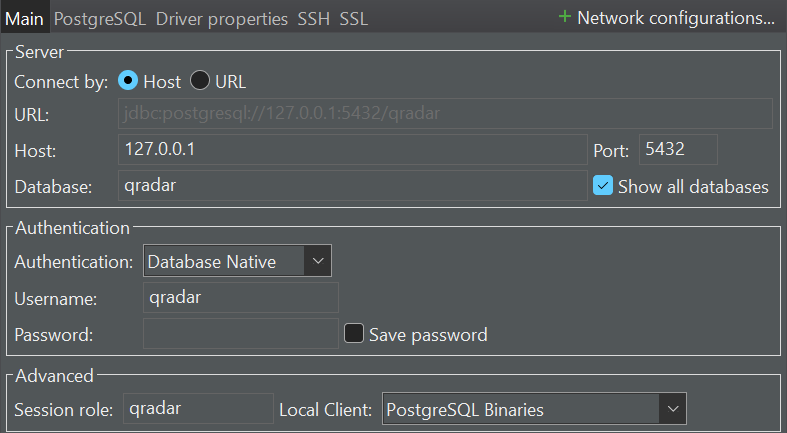 Main PostgreSQL Driver properties SSH SSL + Network configurations...
Server
Connect by: Host URL
URL: jdbc:postgresql://127.0.0.1:5432/qradar
Host: 127.0.0.1 Port: 5432
Database: qradar Show all databases
Authentication
Authentication: Database Native
Username: qradar
Password: Save password
Advanced
Session role: qradar Local Client: PostgreSQL Binaries